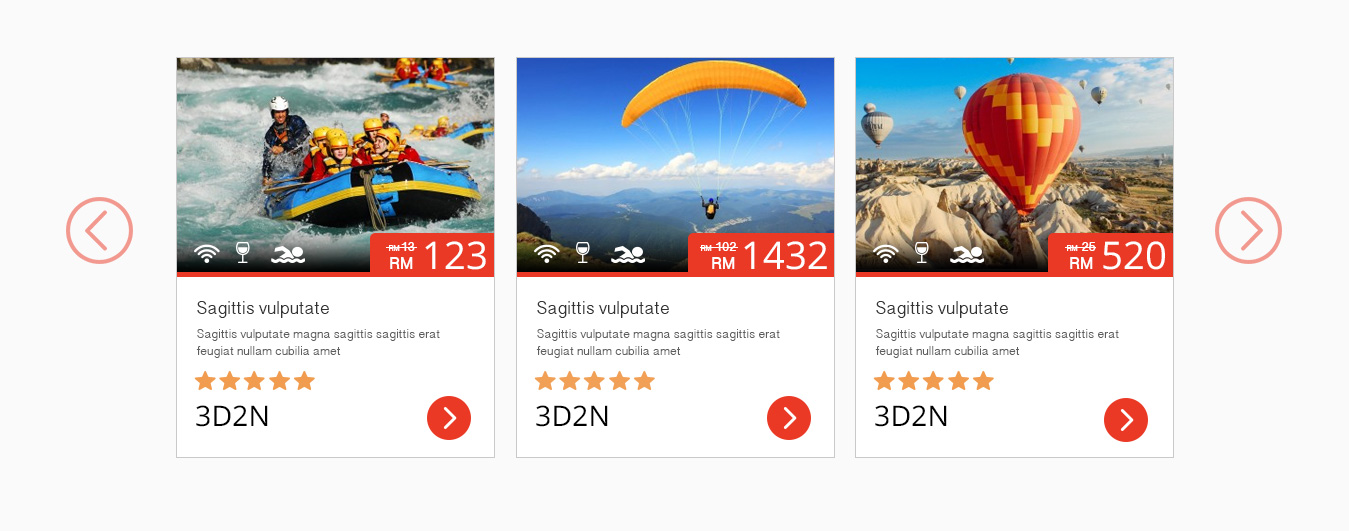 RM 13
RM 123
Sagittis vulputate
Sagittis vulputate magna sagittis sagittis erat
feugiat nullam cubilia amet
3D2N
RM 102
RM 1432
Sagittis vulputate
Sagittis vulputate magna sagittis sagittis erat
feugiat nullam cubilia amet
3D2N
RM 25
RM 520
Sagittis vulputate
Sagittis vulputate magna sagittis sagittis erat
feugiat nullam cubilia amet
3D2N